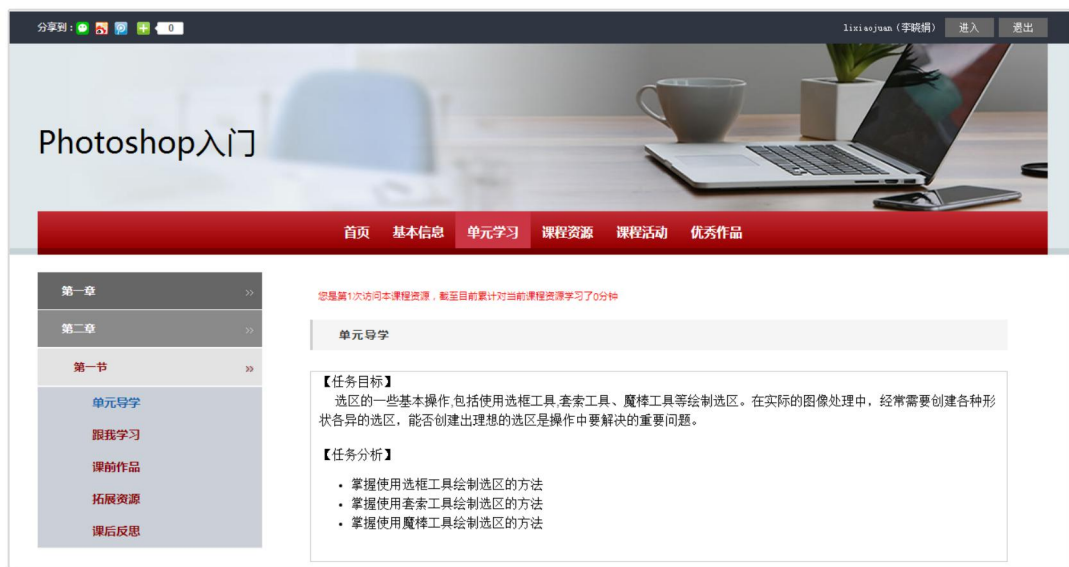 分享到： 0
lixiaojuan（李晓娟） 进入 退出
Photoshop入门
首页 基本信息 单元学习 课程资源 课程活动 优秀作品
第一章 »
第二章 »
第一节 »
单元导学
跟我学习
课前作品
拓展资源
课后反思
您是第1次访问本课程资源，截至目前累计对当前课程资源学习了0分钟
单元导学
【任务目标】
选区的一些基本操作,包括使用选框工具,套索工具、魔棒工具等绘制选区。在实际的图像处理中，经常需要创建各种形
状各异的选区，能否创建出理想的选区是操作中要解决的重要问题。
【任务分析】
• 掌握使用选框工具绘制选区的方法
• 掌握使用套索工具绘制选区的方法
• 掌握使用魔棒工具绘制选区的方法